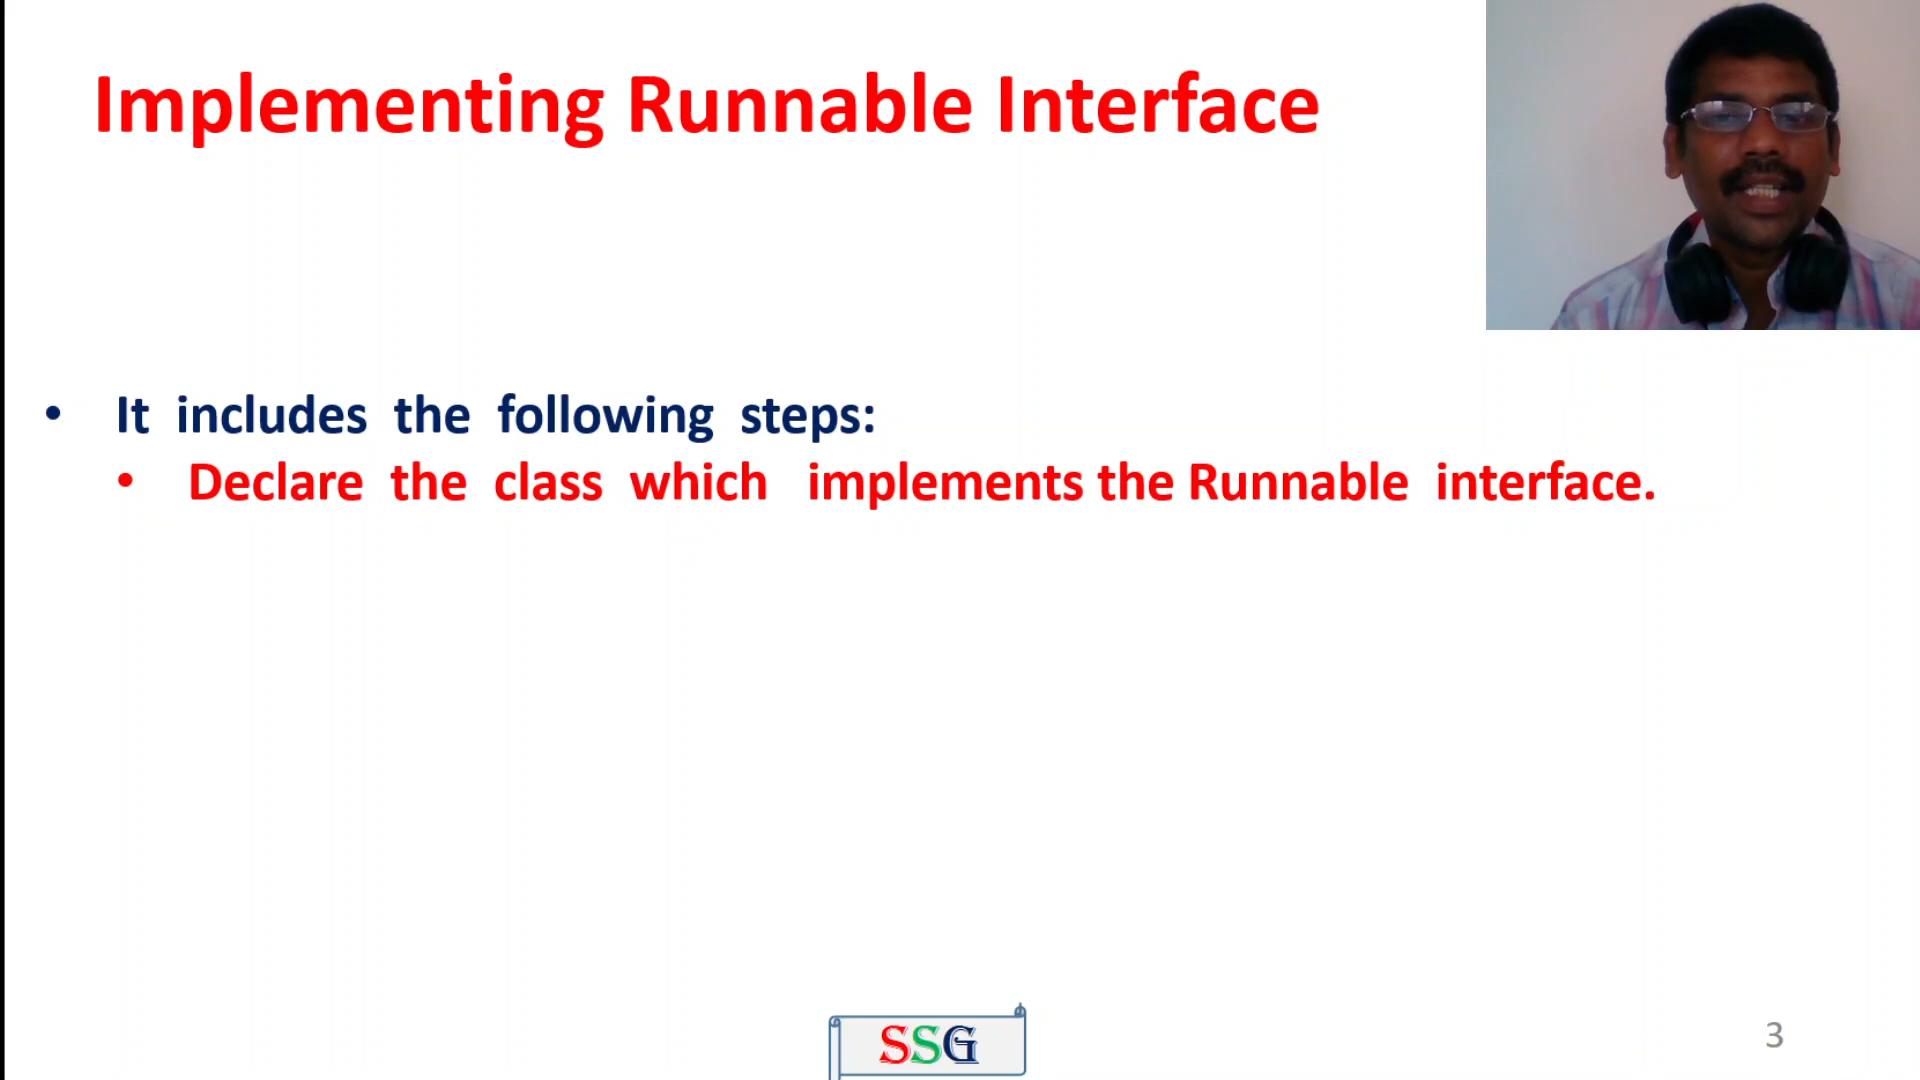 Implementing Runnable Interface
• It includes the following steps:
• Declare the class which implements the Runnable interface.
SSG
3